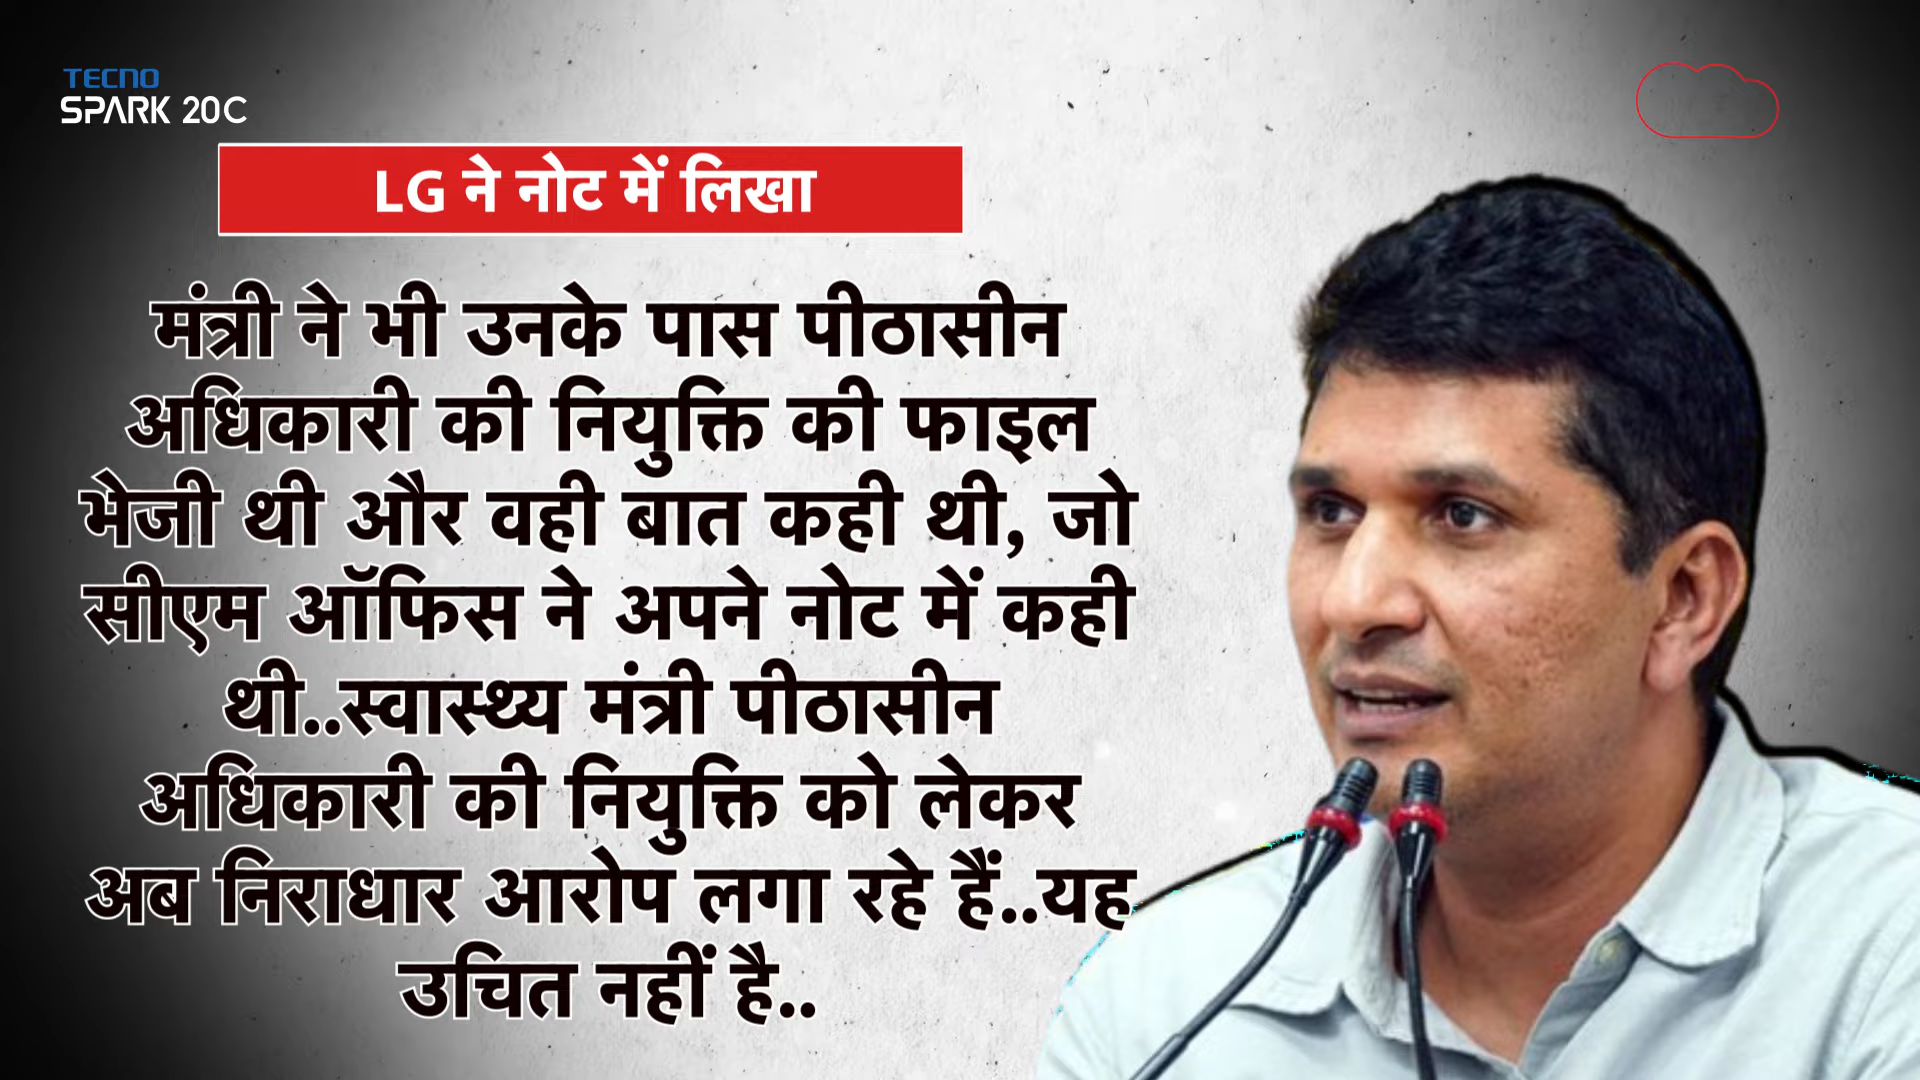 TECNO
SPARK 20C
LG ने नोट में लिखा
मंत्री ने भी उनके पास पीठासीन
अधिकारी की नियुक्ति की फाइल
भेजी थी और वही बात कही थी, जो
सीएम ऑफिस ने अपने नोट में कही
थी..स्वास्थ्य मंत्री पीठासीन
अधिकारी की नियुक्ति को लेकर
अब निराधार आरोप लगा रहे हैं..यह
उचित नहीं है..